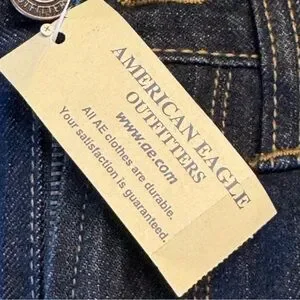 AMERICAN EAGLE
OUTFITTERS
www.ae.com
All AE clothes are durable.
Your satisfaction is guaranteed.